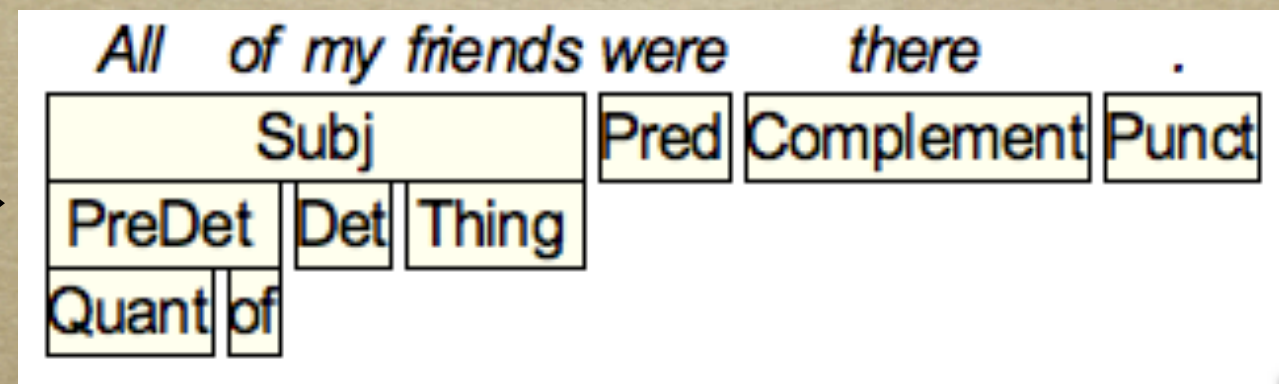 All of my friends were there .
Subj Pred Complement Punct
PreDet Det Thing
Quant of